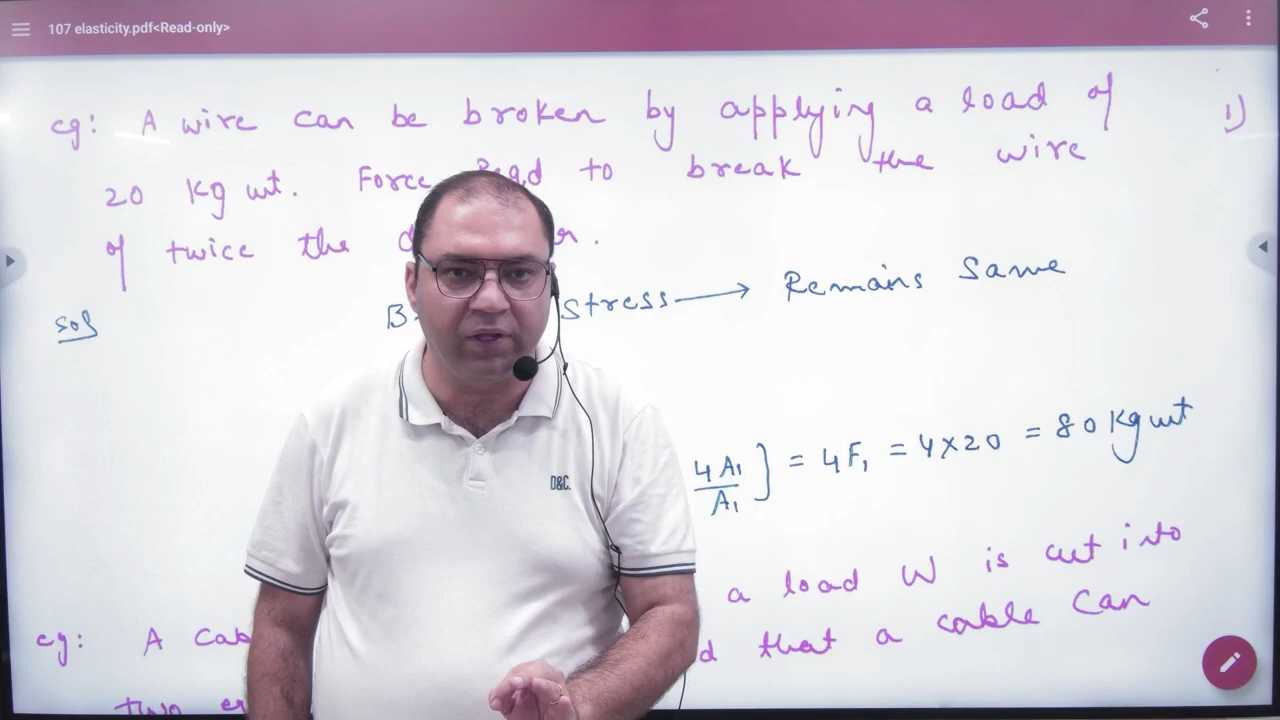 107 elasticity.pdf<Read-only>
eg: A wire can be broken by applying a load of
20 kg wt. Force Reqd to break the wire
of twice the
sol Stress → Remains Same
4A₁/A₁ ] = 4F₁ = 4×20 = 80 Kg wt
a load W is cut into
eg: A that a cable can
two
1)
D&C.